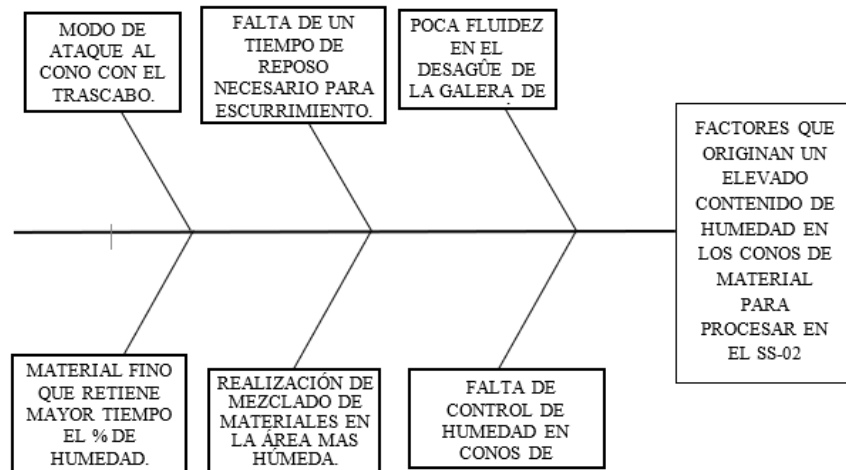 MODO DE
ATAQUE AL
CONO CON EL
TRASCABO.
FALTA DE UN
TIEMPO DE
REPOSO
NECESARIO PARA
ESCURRIMIENTO.
POCA FLUIDEZ
EN EL
DESAGÛE DE
LA GALERA DE
FACTORES QUE
ORIGINAN UN
ELEVADO
CONTENIDO DE
HUMEDAD EN
LOS CONOS DE
MATERIAL
PARA
PROCESAR EN
EL SS-02
MATERIAL FINO
QUE RETIENE
MAYOR TIEMPO
EL % DE
HUMEDAD.
REALIZACIÓN DE
MEZCLADO DE
MATERIALES EN
LA ÁREA MAS
HÚMEDA.
FALTA DE
CONTROL DE
HUMEDAD EN
CONOS DE